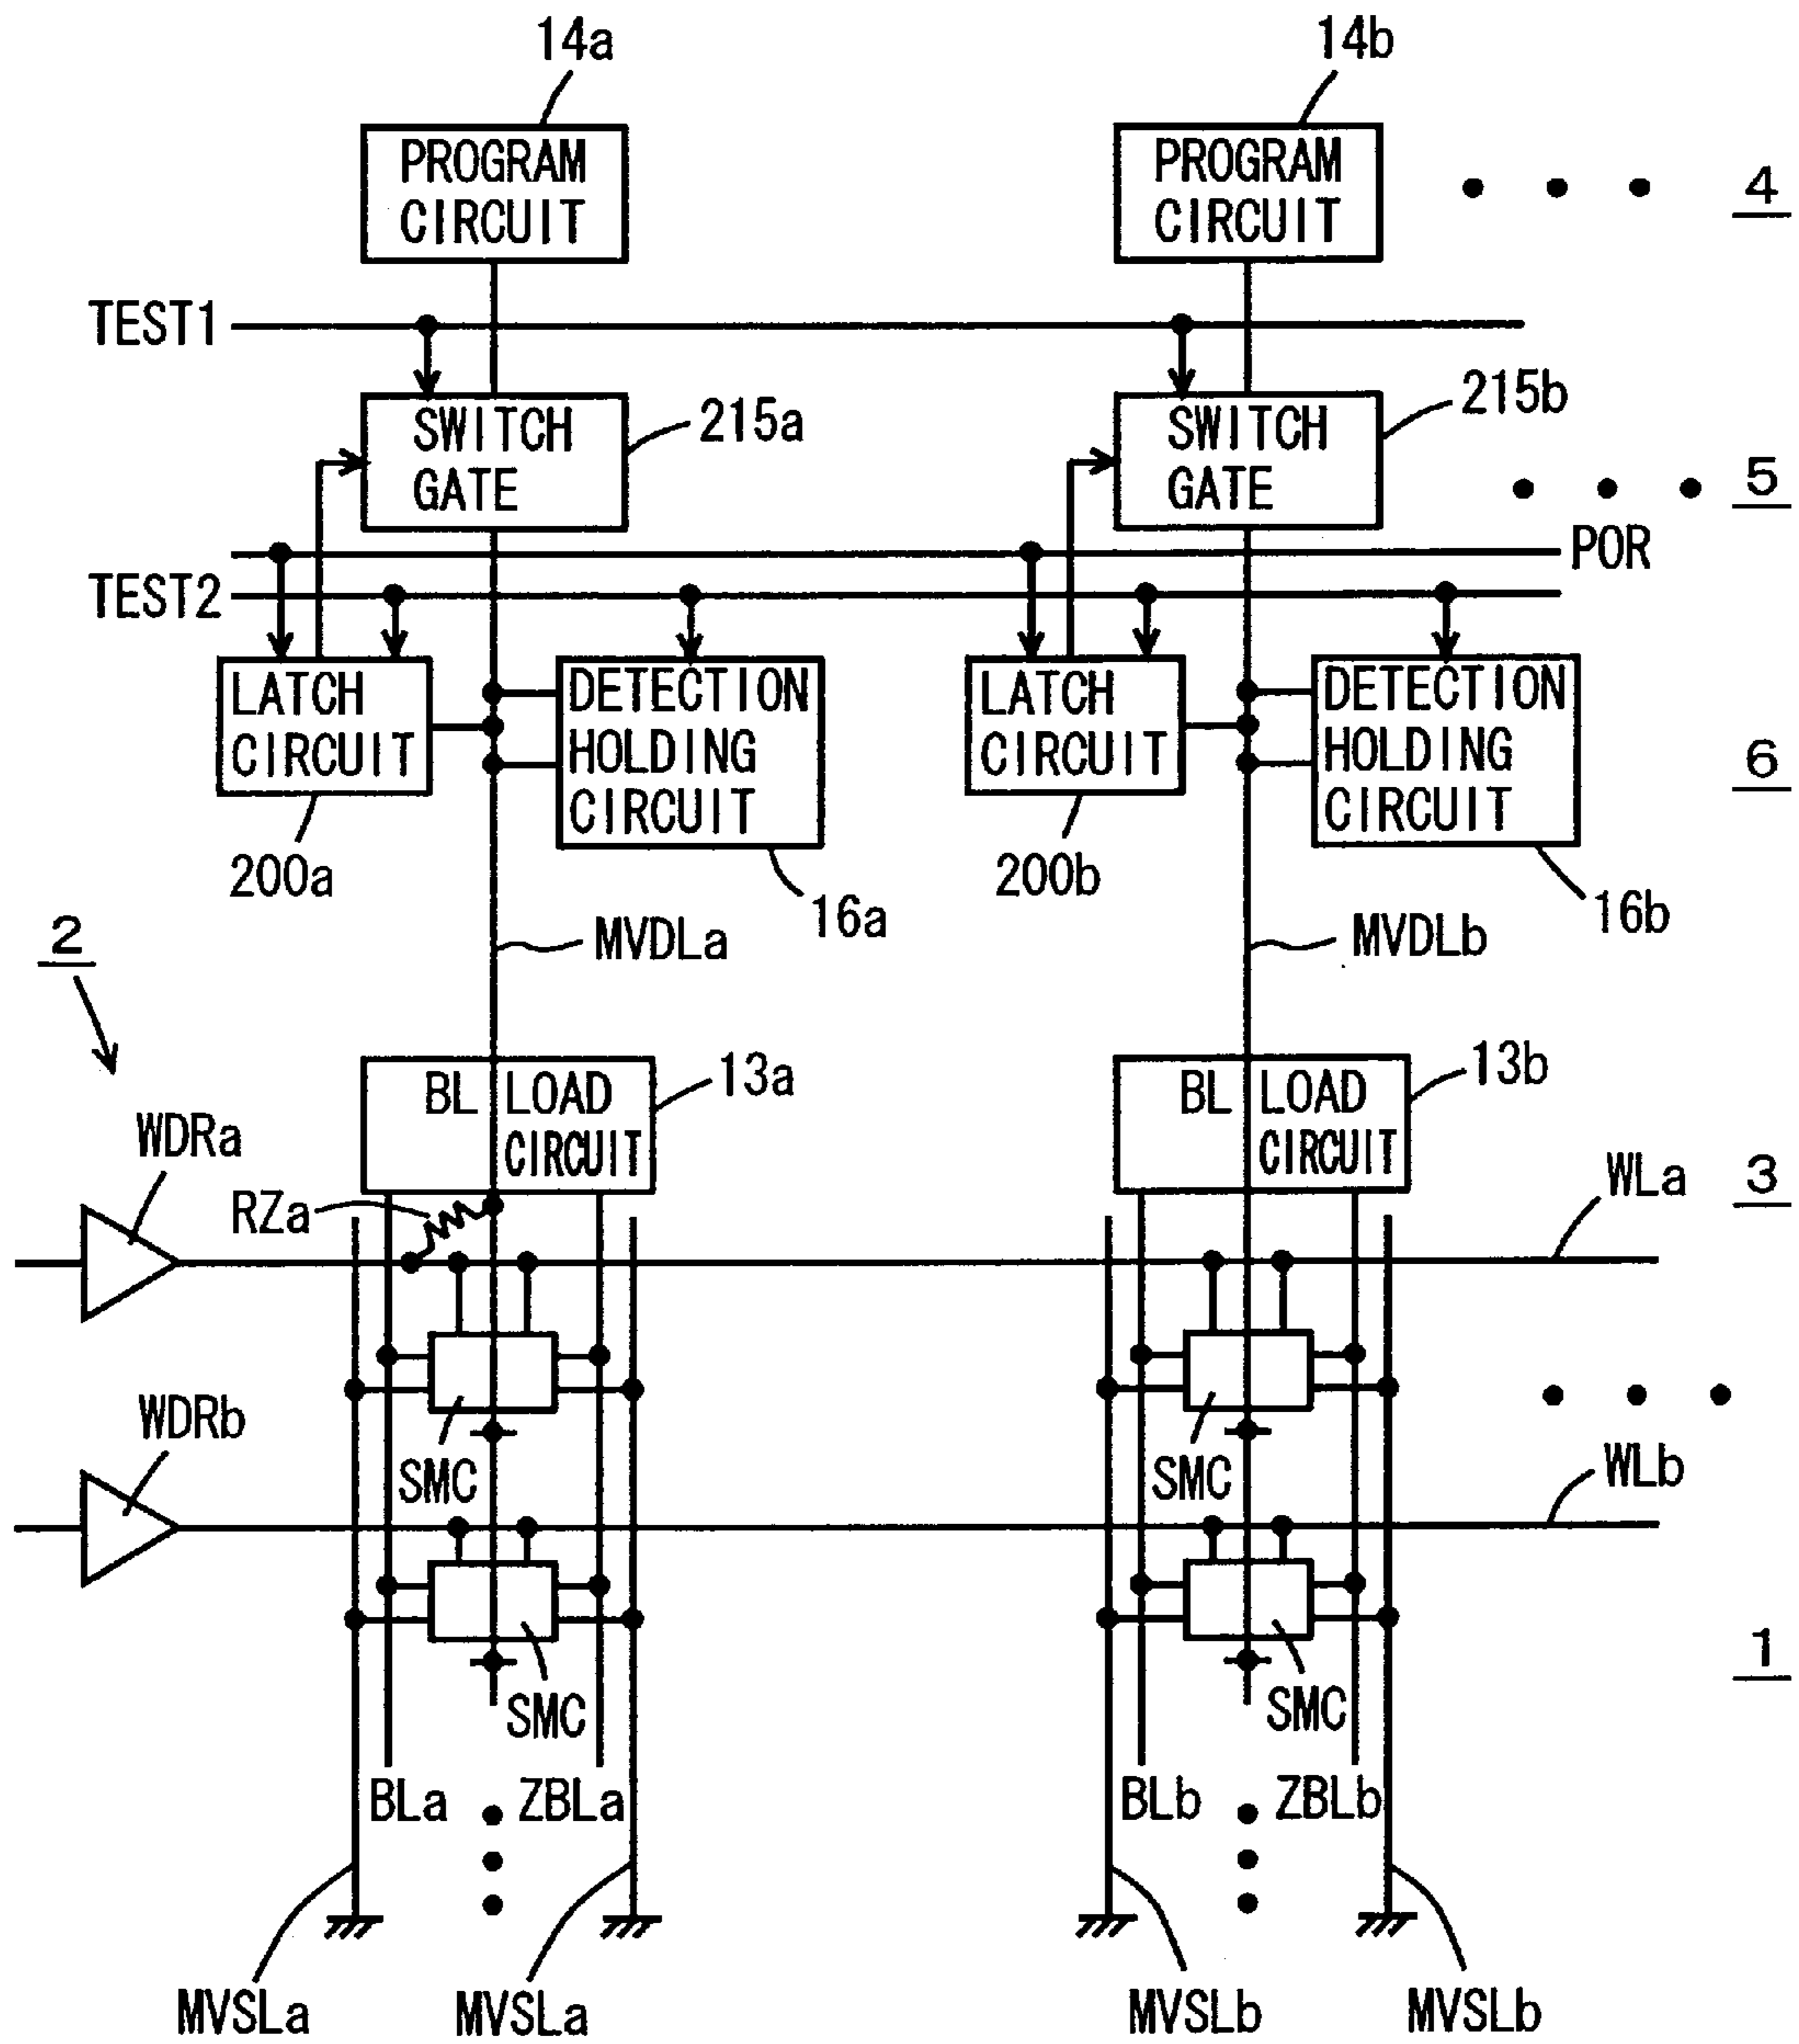 14a
14b
PROGRAM
CIRCUIT
PROGRAM
CIRCUIT
4
TEST1
SWITCH
GATE
215a
SWITCH
GATE
215b
5
POR
TEST2
LATCH
CIRCUIT
DETECTION
HOLDING
CIRCUIT
LATCH
CIRCUIT
DETECTION
HOLDING
CIRCUIT
6
200a
16a
200b
16b
2
MVDLa
MVDLb
BL LOAD
CIRCUIT
13a
BL LOAD
CIRCUIT
13b
WDRa
RZa
WLa
3
WDRb
SMC
SMC
WLb
SMC
SMC
1
BLa
ZBLa
BLb
ZBLb
MVSLa
MVSLa
MVSLb
MVSLb